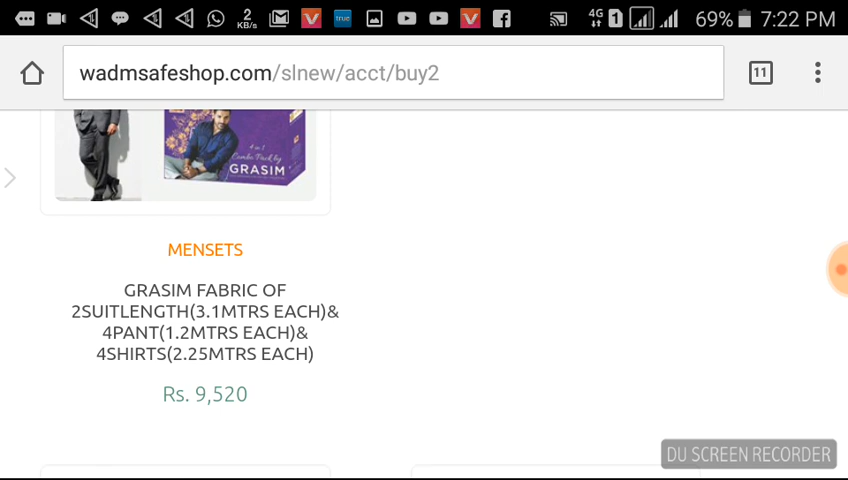 2
KB/s
true
4G
1
69%
7:22 PM
wadmsafeshop.com/slnew/acct/buy2
11
4 in 1
Combo Pack by
GRASIM
MENSETS
GRASIM FABRIC OF
2SUITLENGTH(3.1MTRS EACH)&
4PANT(1.2MTRS EACH)&
4SHIRTS(2.25MTRS EACH)
Rs. 9,520
DU SCREEN RECORDER